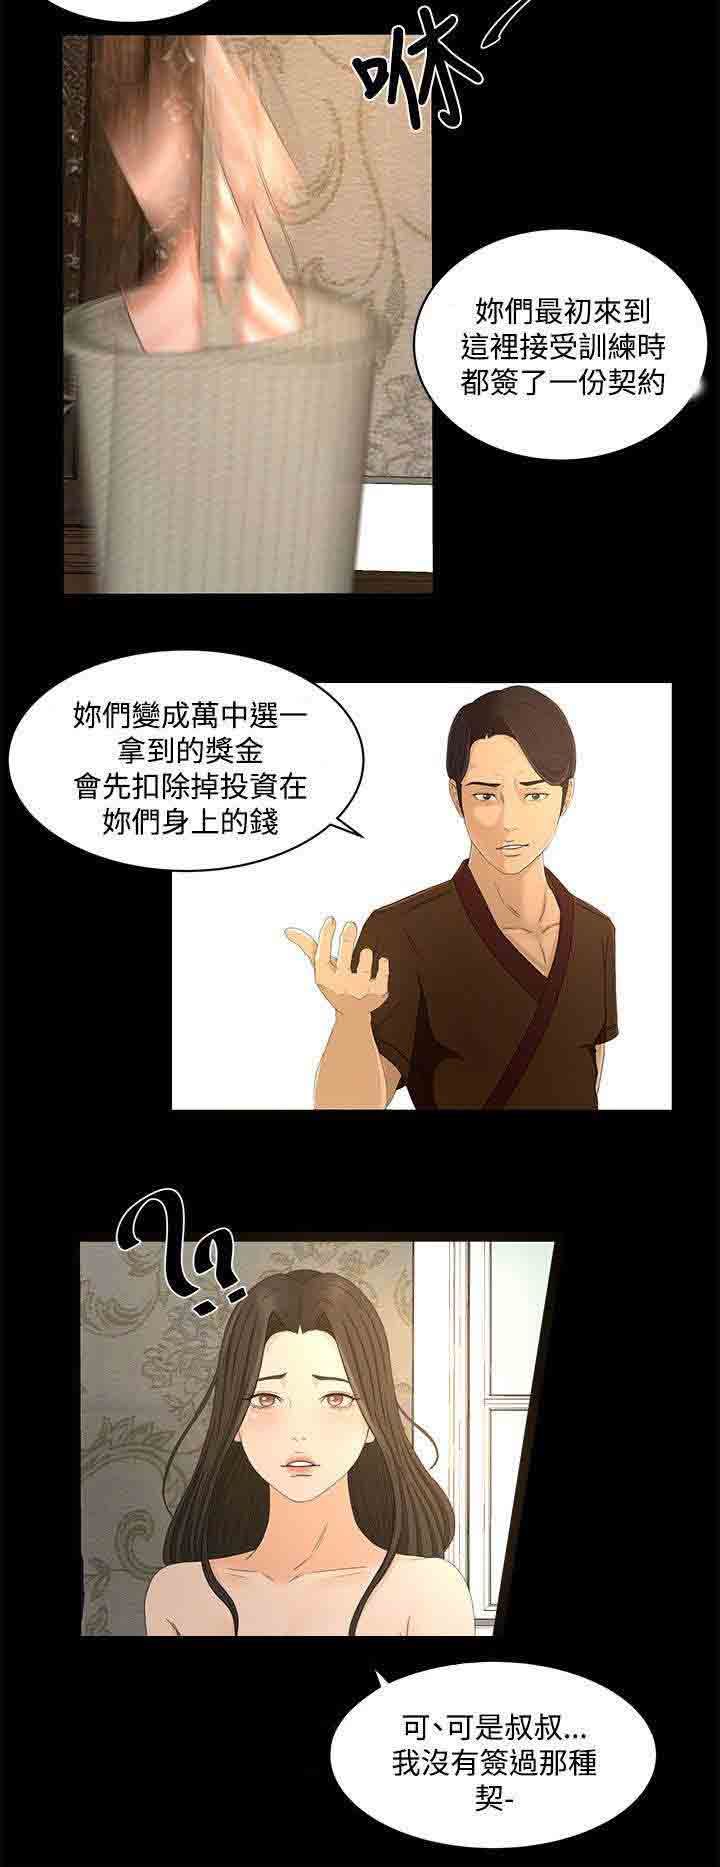 咻
妳們最初來到
這裡接受訓練時
都簽了一份契約
妳們變成萬中選一
拿到的獎金
會先扣除掉投資在
妳們身上的錢
??
可、可是叔叔...
我沒有簽過那種
契-